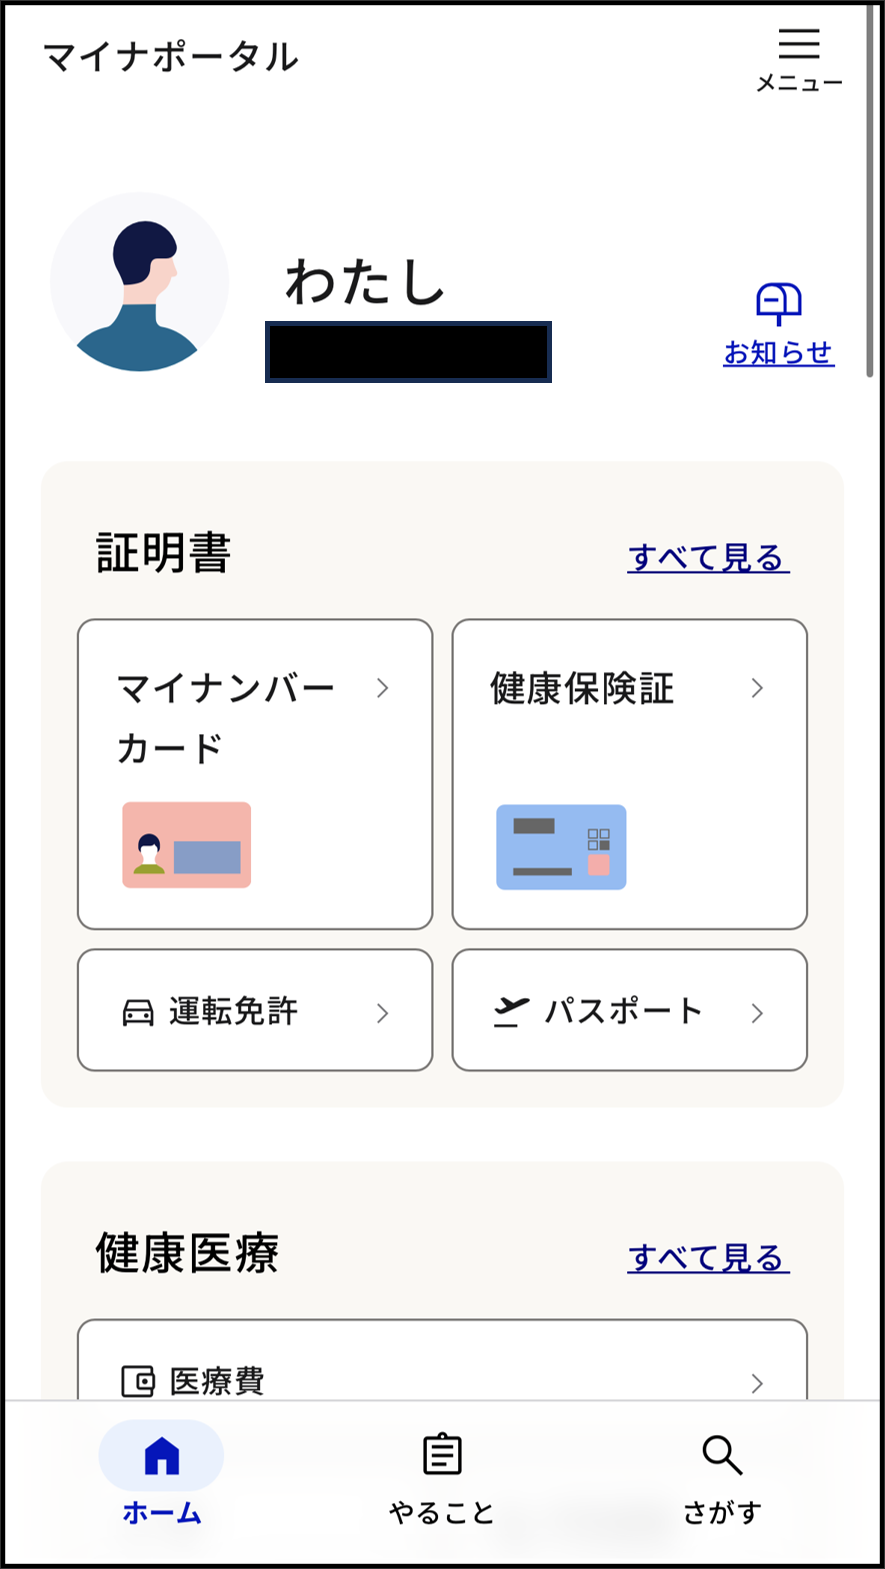 マイナポータル
メニュー
わたし
お知らせ
証明書
すべて見る
マイナンバー
カード
健康保険証
運転免許
パスポート
健康医療
すべて見る
医療費
ホーム
やること
さがす